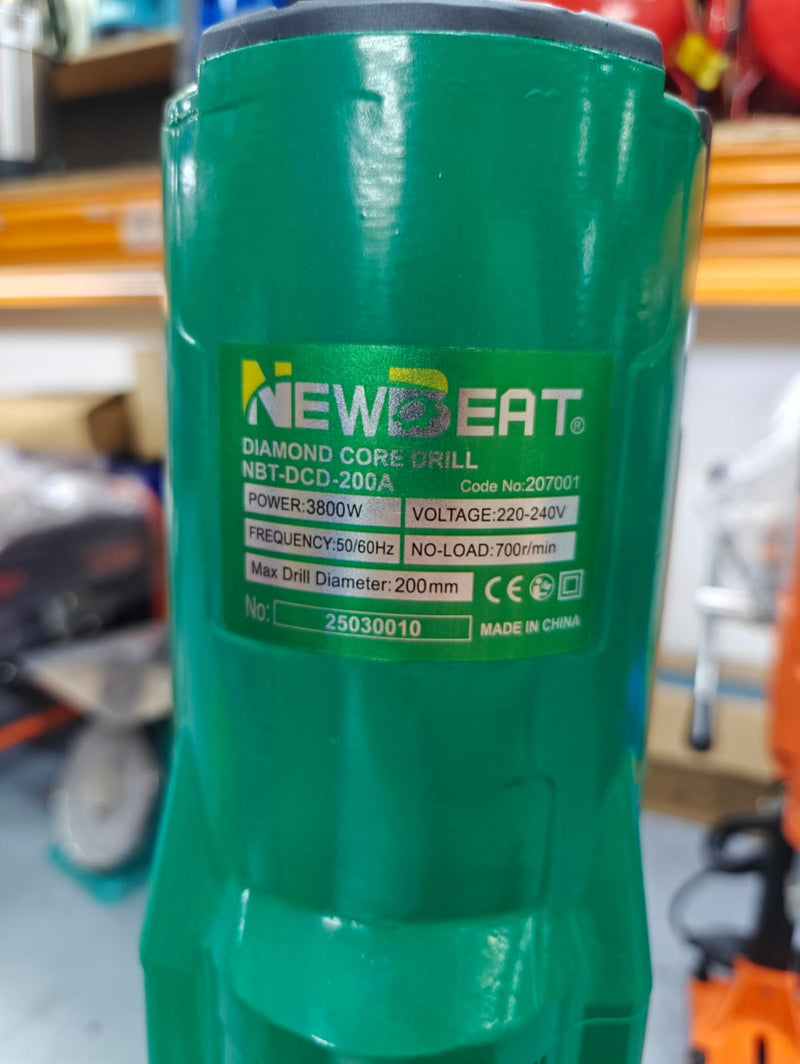 NEWBEAT®
DIAMOND CORE DRILL
NBT-DCD-200A Code No:207001
POWER:3800W VOLTAGE:220-240V
FREQUENCY:50/60Hz NO-LOAD:700r/min
Max Drill Diameter:200mm CE
No: 25030010 MADE IN CHINA